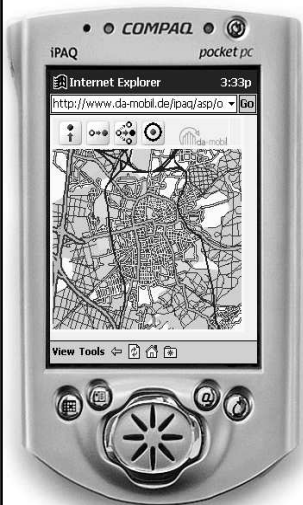 COMPAQ
iPAQ pocket pc
Internet Explorer 3:33p
http://www.da-mobil.de/ipaq/asp/o Go
da-mobil
View Tools